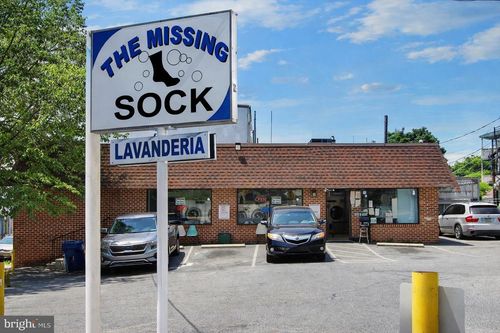 THE MISSING
SOCK
LAVANDERIA
bright MLS